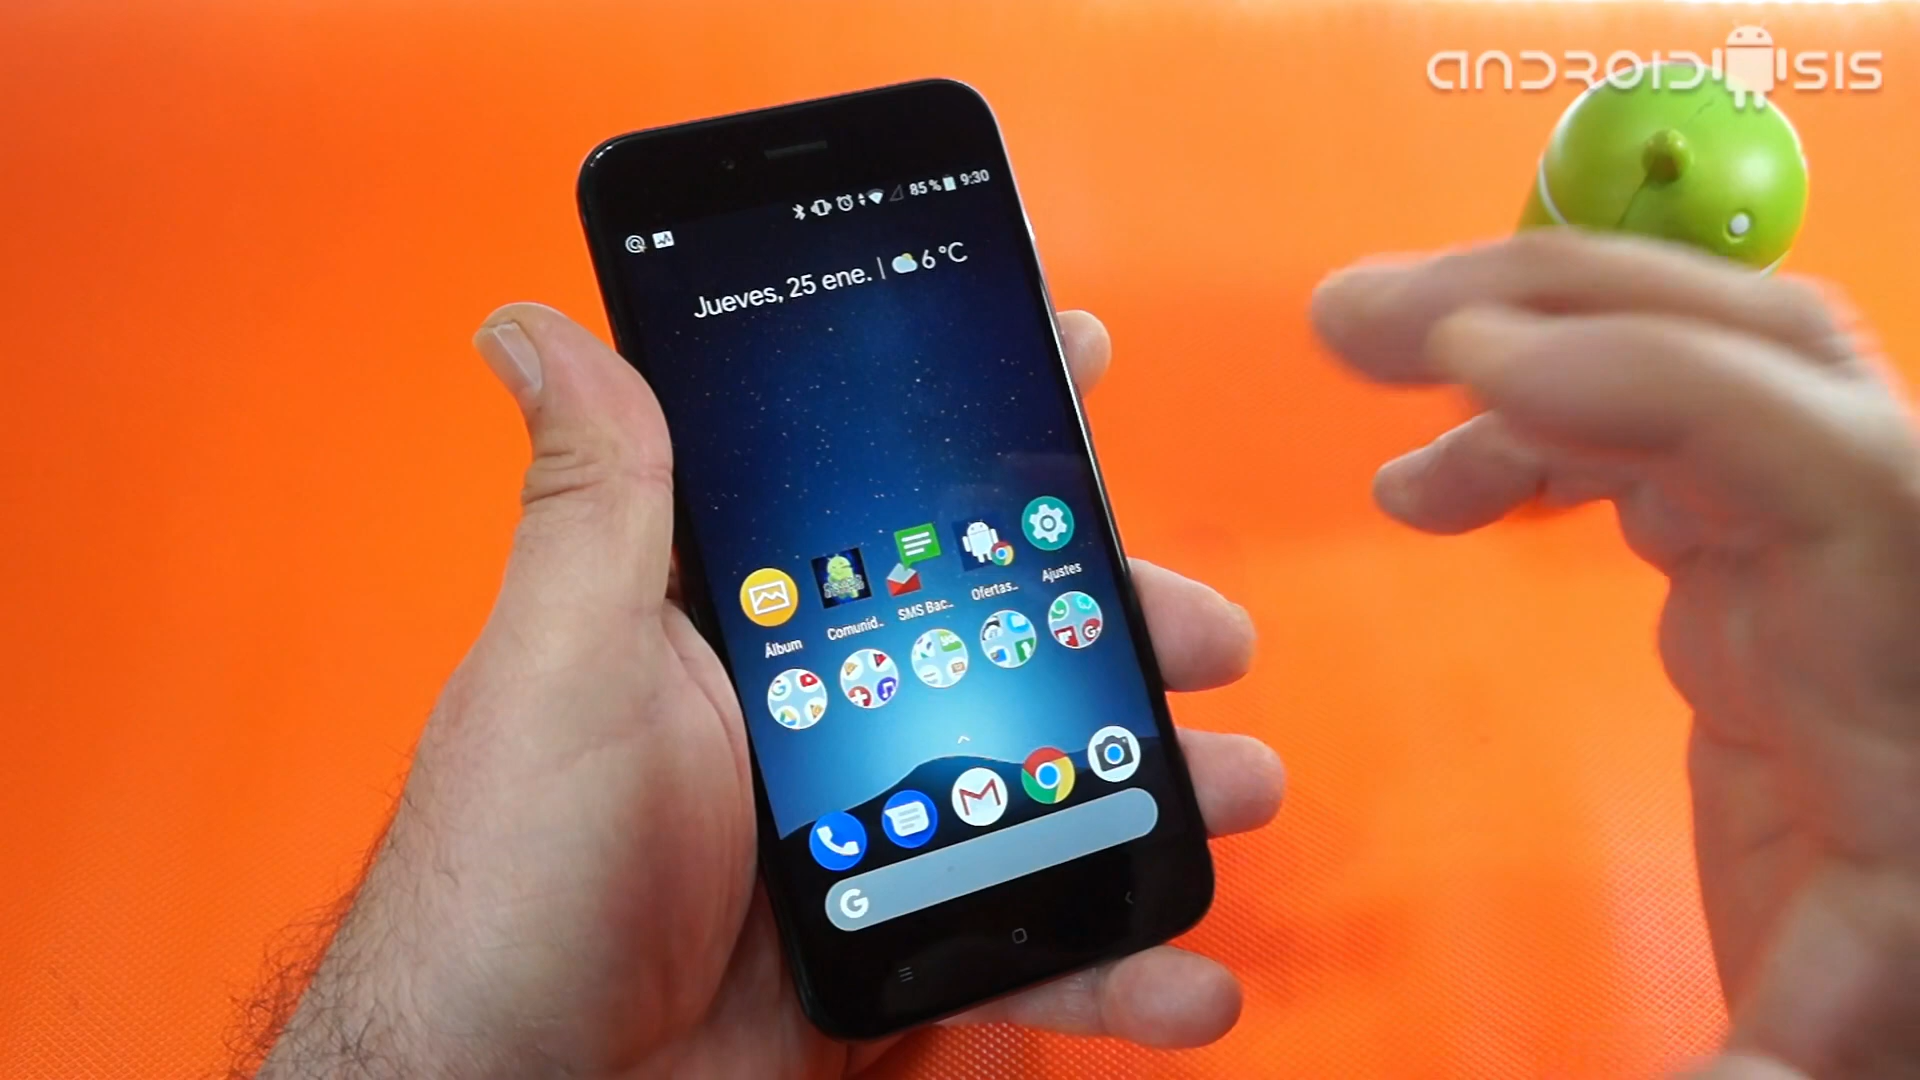 ANDROIDSIS
85 % 9:30
Jueves, 25 ene. | 6 °C
Álbum
Comunid..
SMS Bac..
Ofertas..
Ajustes
G